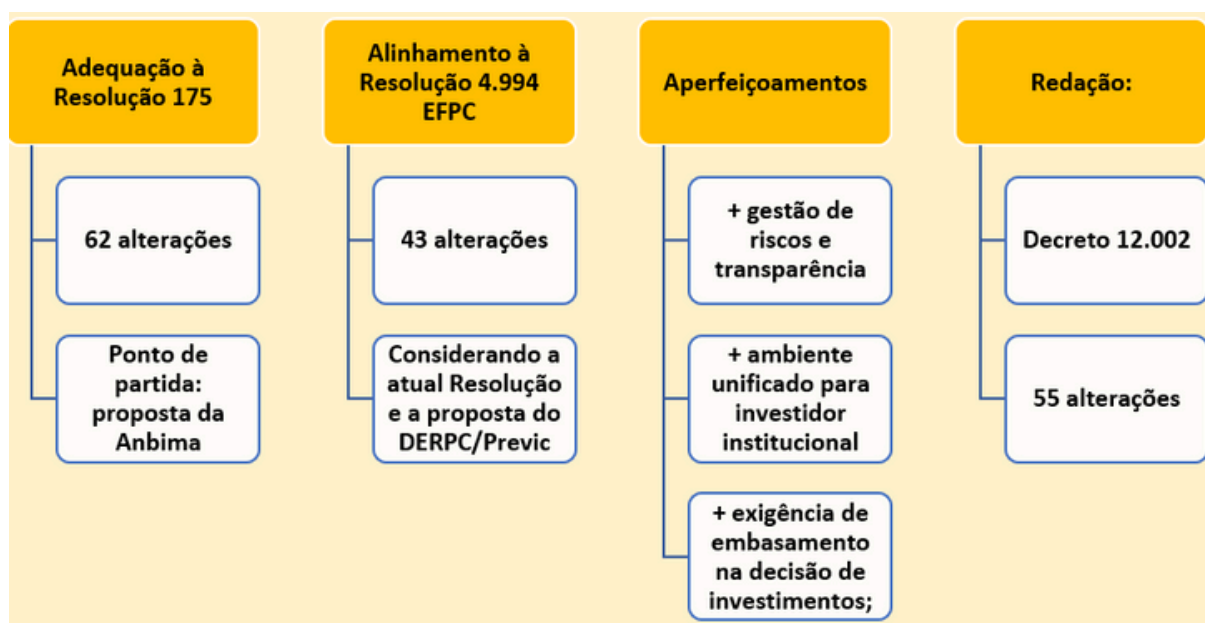 Adequação à
Resolução 175
62 alterações
Ponto de
partida:
proposta da
Anbima
Alinhamento à
Resolução 4.994
EFPC
43 alterações
Considerando a
atual Resolução
e a proposta do
DERPC/Previc
Aperfeiçoamentos
+ gestão de
riscos e
transparência
+ ambiente
unificado para
investidor
institucional
+ exigência de
embasamento
na decisão de
investimentos;
Redação:
Decreto 12.002
55 alterações